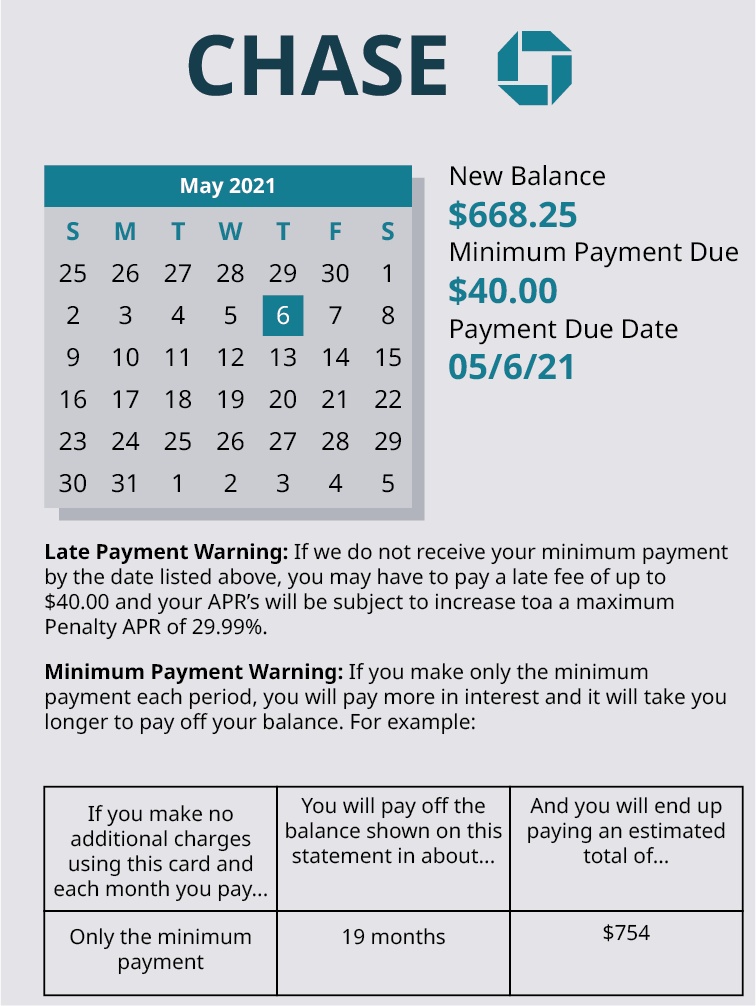 CHASE
May 2021
S M T W T F S
25 26 27 28 29 30 1
2 3 4 5 6 7 8
9 10 11 12 13 14 15
16 17 18 19 20 21 22
23 24 25 26 27 28 29
30 31 1 2 3 4 5
New Balance
$668.25
Minimum Payment Due
$40.00
Payment Due Date
05/6/21
Late Payment Warning: If we do not receive your minimum payment
by the date listed above, you may have to pay a late fee of up to
$40.00 and your APR’s will be subject to increase toa a maximum
Penalty APR of 29.99%.
Minimum Payment Warning: If you make only the minimum
payment each period, you will pay more in interest and it will take you
longer to pay off your balance. For example:
If you make no
additional charges
using this card and
each month you pay...
You will pay off the
balance shown on this
statement in about...
And you will end up
paying an estimated
total of...
Only the minimum
payment
19 months
$754